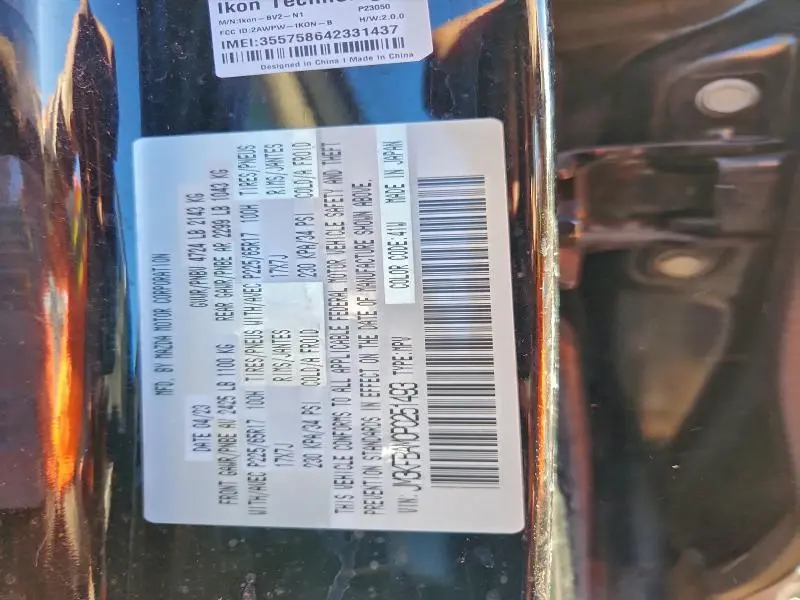 Ikon
M/N:Ikon-BV2-N1
P23050
FCC ID:2AWPW-IKON-B
H/W:2.0.0
IMEI:355758642331437
Designed in China | Made in China
MFD. BY MAZDA MOTOR CORPORATION
DATE 04/23 GVWR/PNBV 4724 LB 2143 KG
FRONT GAWR/PNBE AV 2425 LB 1100 KG REAR GAWR/PNBE AR 2299 LB 1043 KG
WITH/AVEC P225/65R17 100H TIRES/PNEUS WITH/AVEC P225/65R17 100H TIRES/PNEUS
17X7J RIMS/JANTES 17X7J RIMS/JANTES
230 KPA/34 PSI COLD/A FROID 230 KPA/34 PSI COLD/A FROID
THIS VEHICLE CONFORMS TO ALL APPLICABLE FEDERAL MOTOR VEHICLE SAFETY AND THEFT
PREVENTION STANDARDS IN EFFECT ON THE DATE OF MANUFACTURE SHOWN ABOVE.
COLOR CODE:41W MADE IN JAPAN
VIN: TYPE:MPV